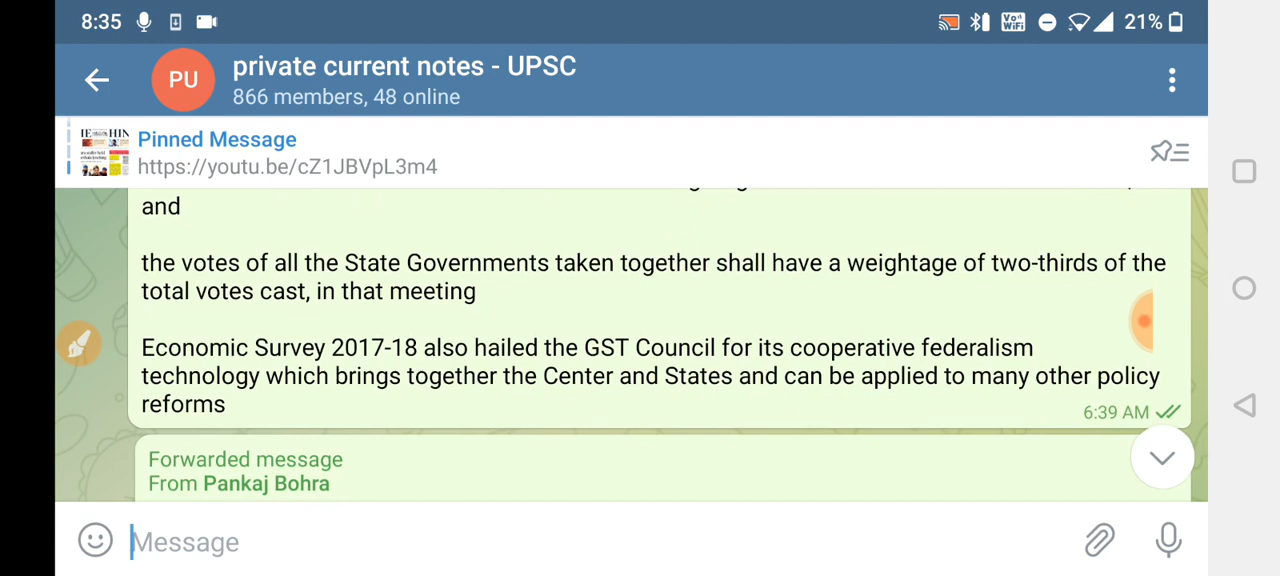 8:35
Vo WiFi
21%
PU
private current notes - UPSC
866 members, 48 online
Pinned Message
https://youtu.be/cZ1JBVpL3m4
and
the votes of all the State Governments taken together shall have a weightage of two-thirds of the
total votes cast, in that meeting
Economic Survey 2017-18 also hailed the GST Council for its cooperative federalism
technology which brings together the Center and States and can be applied to many other policy
reforms
6:39 AM
Forwarded message
From Pankaj Bohra
Message